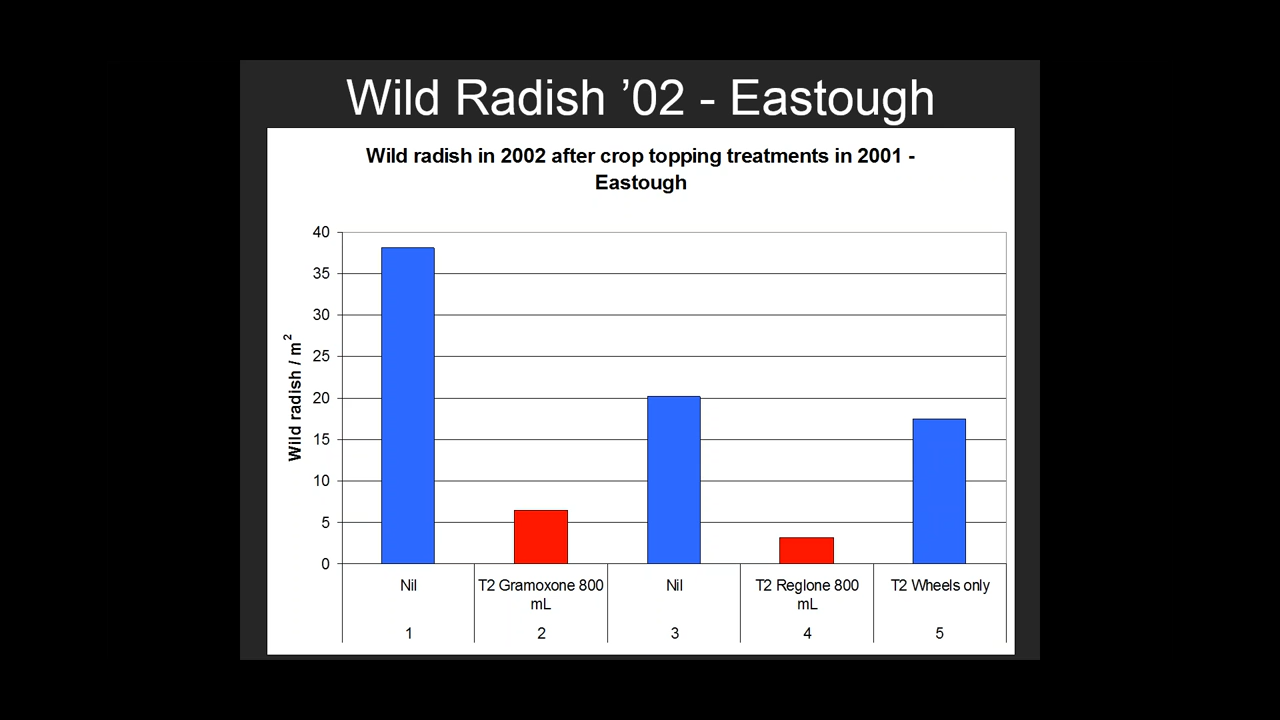 Wild Radish ’02 - Eastough
Wild radish in 2002 after crop topping treatments in 2001 -
Eastough
Wild radish / m²
40
35
30
25
20
15
10
5
0
Nil
T2 Gramoxone 800
mL
Nil
T2 Reglone 800
mL
T2 Wheels only
1
2
3
4
5